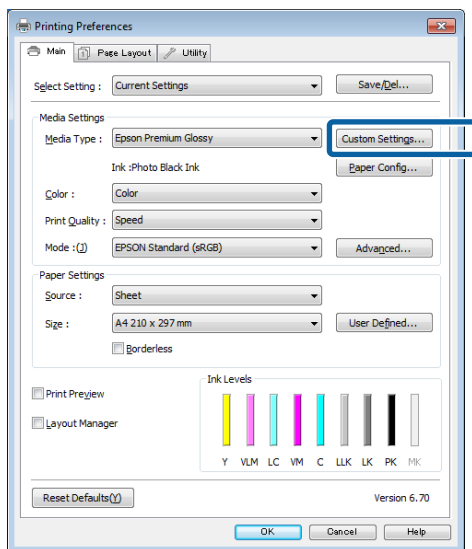 Printing Preferences
Main Page Layout Utility
Select Setting : Current Settings Save/Del...
Media Settings
Media Type : Epson Premium Glossy Custom Settings...
Ink :Photo Black Ink Paper Config...
Color : Color
Print Quality : Speed
Mode :(J) EPSON Standard (sRGB) Advanced...
Paper Settings
Source : Sheet
Size : A4 210 x 297 mm User Defined...
Borderless
Ink Levels
Print Preview
Layout Manager
Y VLM LC VM C LLK LK PK MK
Reset Defaults(Y) Version 6.70
OK Cancel Help